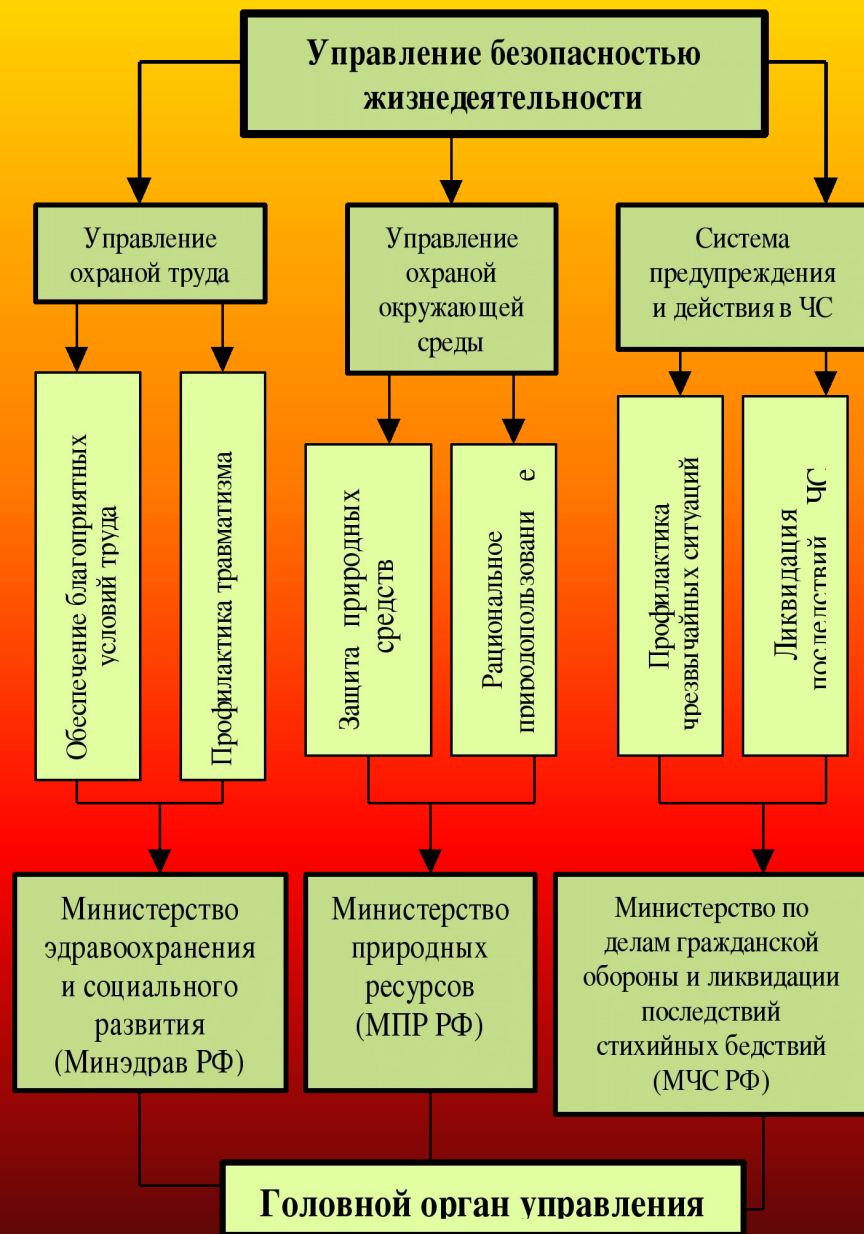 Управление безопасностью
жизнедеятельности
Управление
охраной труда
Управление
охраной
окружающей
среды
Система
предупреждения
и действия в ЧС
Обеспечение благоприятных
условий труда
Профилактика травматизма
Защита природных
средств
Рациональное
природопользовани е
Профилактика
чрезвычайных ситуаций
Ликвидация
последствий ЧС
Министерство
эдравоохранения
и социального
развития
(Минэдрав РФ)
Министерство
природных
ресурсов
(МПР РФ)
Министерство по
делам гражданской
обороны и ликвидации
последствий
стихийных бедствий
(МЧС РФ)
Головной орган управления